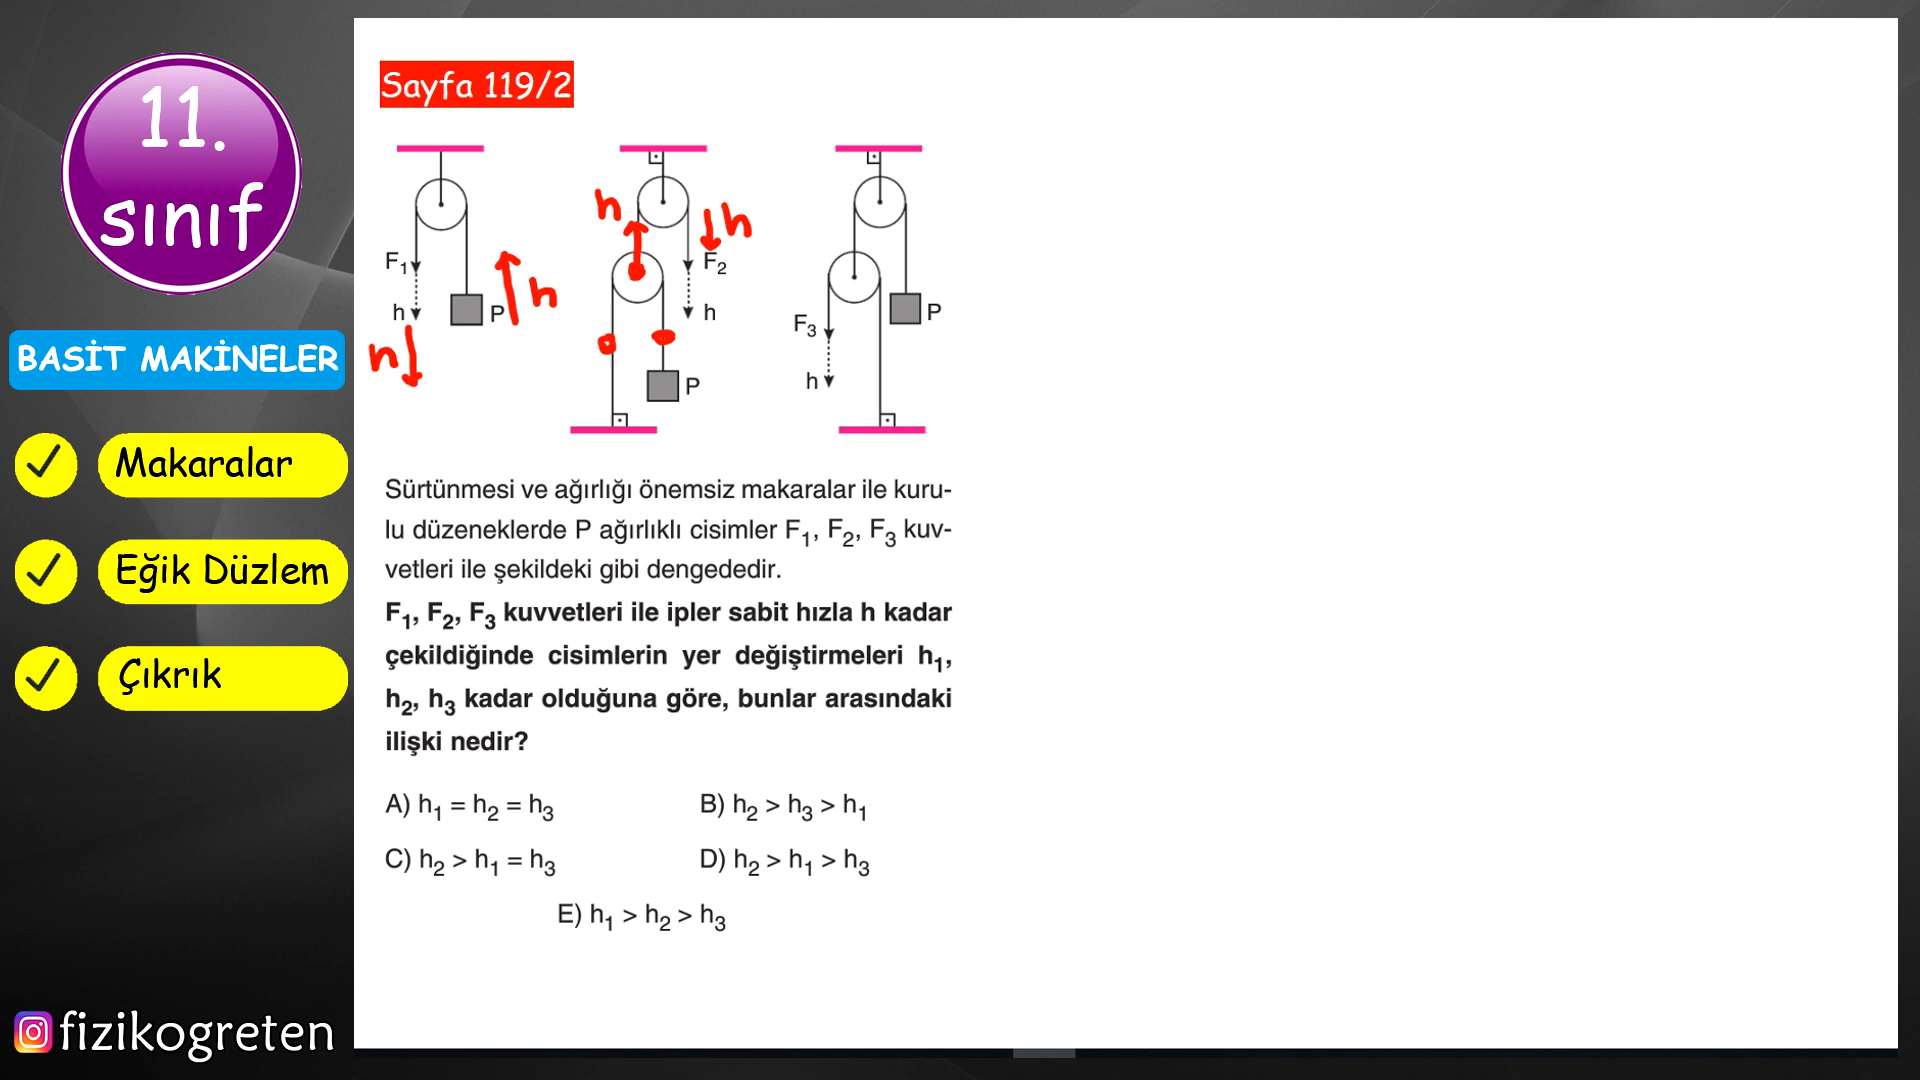 11.
sınıf
BASİT MAKİNELER
Makaralar
Eğik Düzlem
Çıkrık
fizikogreten
Sayfa 119/2
F1
h
P
h
h
h
h
F2
h
P
F3
h
P
Sürtünmesi ve ağırlığı önemsiz makaralar ile kuru-
lu düzeneklerde P ağırlıklı cisimler F1, F2, F3 kuv-
vetleri ile şekildeki gibi dengededir.
F1, F2, F3 kuvvetleri ile ipler sabit hızla h kadar
çekildiğinde cisimlerin yer değiştirmeleri h1,
h2, h3 kadar olduğuna göre, bunlar arasındaki
ilişki nedir?
A) h1 = h2 = h3
B) h2 > h3 > h1
C) h2 > h1 = h3
D) h2 > h1 > h3
E) h1 > h2 > h3